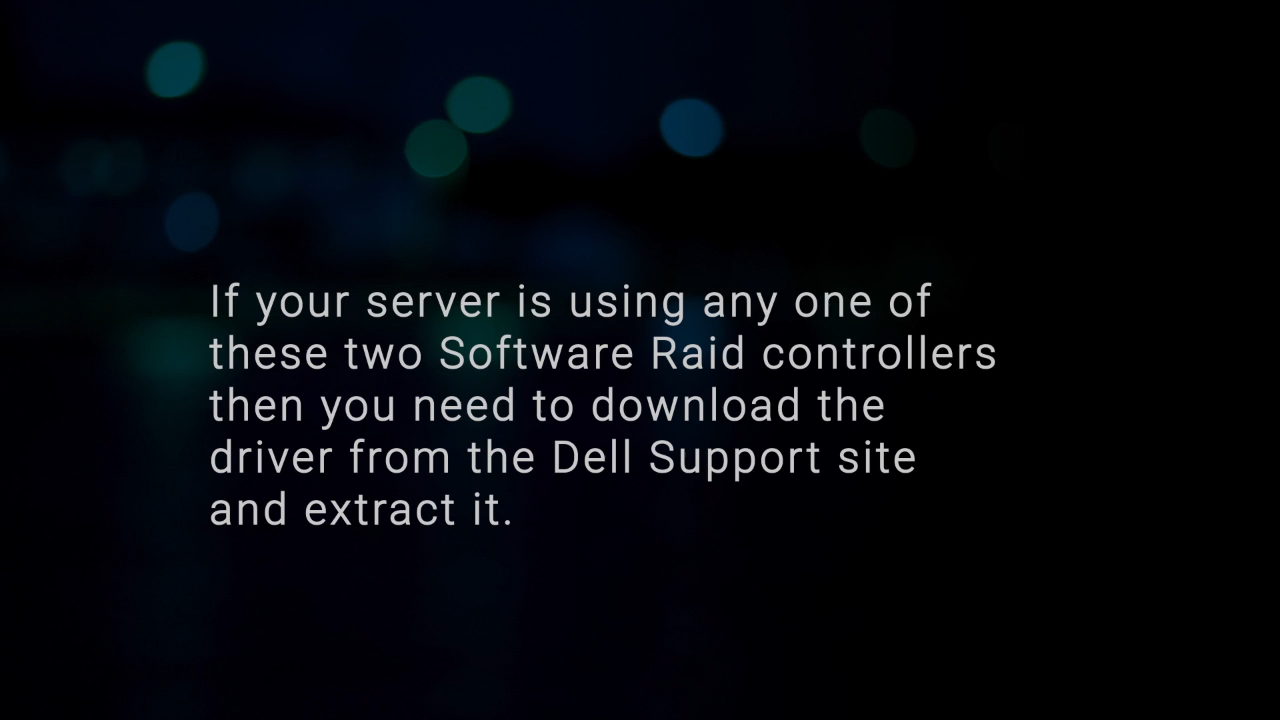 If your server is using any one of
these two Software Raid controllers
then you need to download the
driver from the Dell Support site
and extract it.